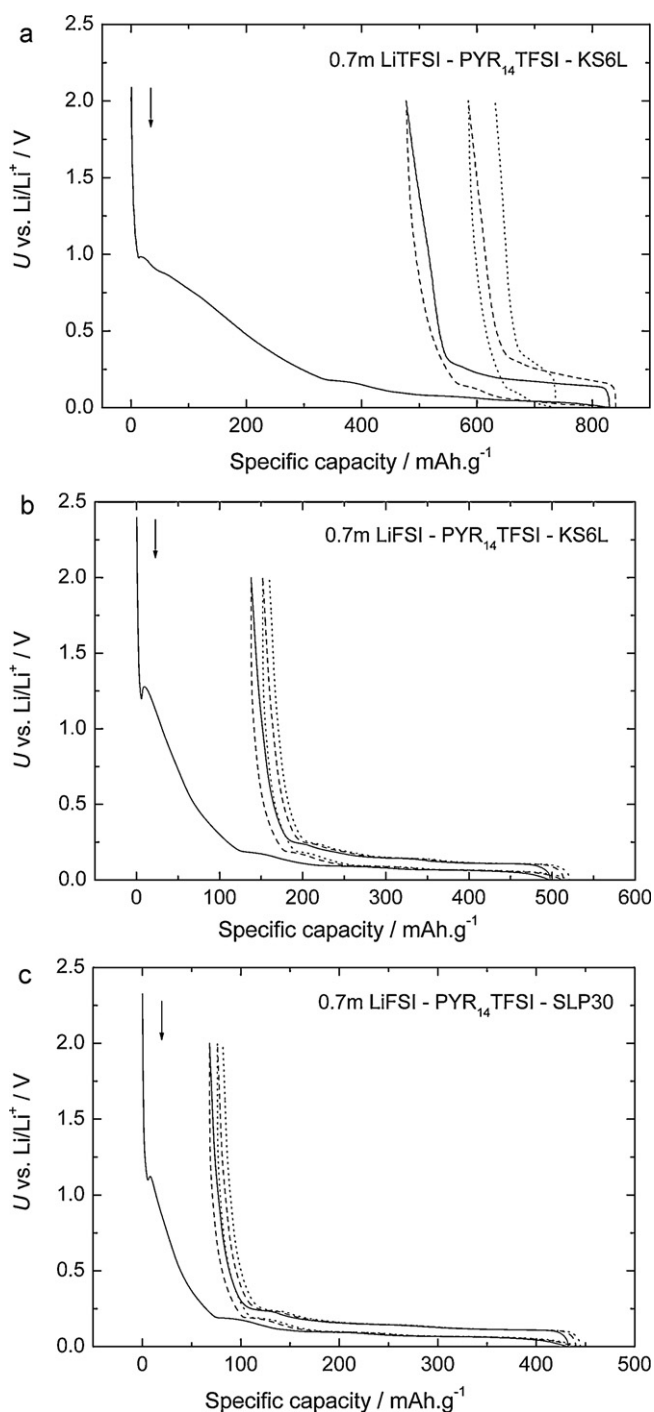 a
2.5
0.7m LiTFSI - PYR₁₄TFSI - KS6L
2.0
1.5
1.0
0.5
0.0
U vs. Li/Li⁺ / V
0 200 400 600 800
Specific capacity / mAh.g⁻¹
b
2.5
0.7m LiFSI - PYR₁₄TFSI - KS6L
2.0
1.5
1.0
0.5
0.0
U vs. Li/Li⁺ / V
0 100 200 300 400 500 600
Specific capacity / mAh.g⁻¹
c
2.5
0.7m LiFSI - PYR₁₄TFSI - SLP30
2.0
1.5
1.0
0.5
0.0
U vs. Li/Li⁺ / V
0 100 200 300 400 500
Specific capacity / mAh.g⁻¹